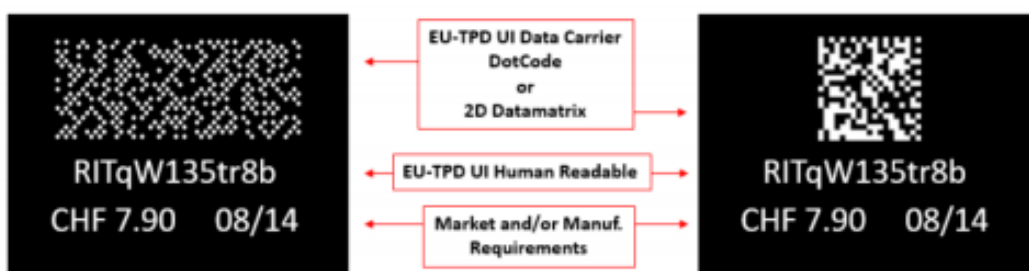 EU-TPD UI Data Carrier
DotCode
or
2D Datamatrix
RITqW135tr8b
EU-TPD UI Human Readable
RITqW135tr8b
CHF 7.90 08/14
Market and/or Manuf.
Requirements
CHF 7.90 08/14